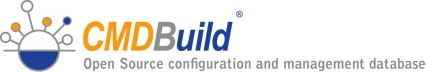 CMDBuild®
Open Source configuration and management database